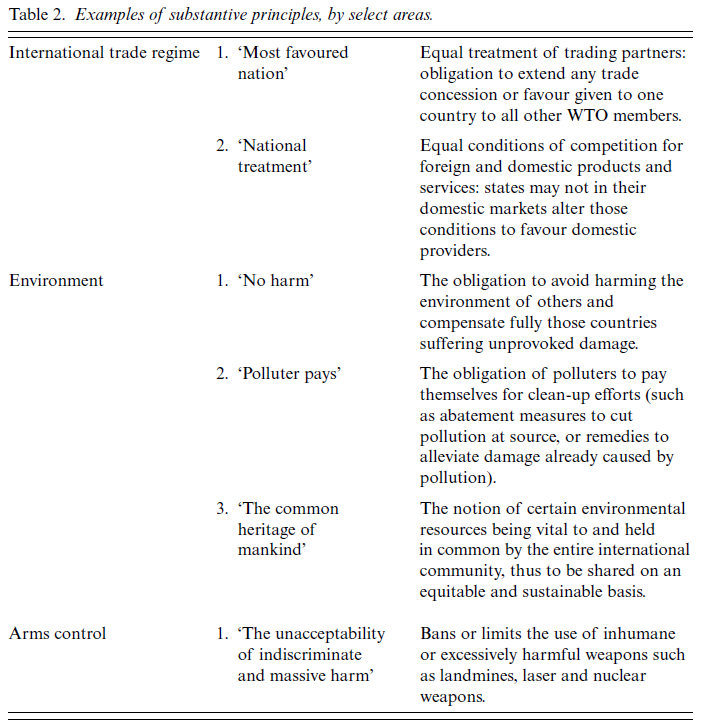 Table 2. Examples of substantive principles, by select areas.
International trade regime 1. ‘Most favoured nation’ Equal treatment of trading partners:
obligation to extend any trade
concession or favour given to one
country to all other WTO members.
2. ‘National treatment’ Equal conditions of competition for
foreign and domestic products and
services: states may not in their
domestic markets alter those
conditions to favour domestic
providers.
Environment 1. ‘No harm’ The obligation to avoid harming the
environment of others and
compensate fully those countries
suffering unprovoked damage.
2. ‘Polluter pays’ The obligation of polluters to pay
themselves for clean-up efforts (such
as abatement measures to cut
pollution at source, or remedies to
alleviate damage already caused by
pollution).
3. ‘The common heritage of mankind’ The notion of certain environmental
resources being vital to and held
in common by the entire international
community, thus to be shared on an
equitable and sustainable basis.
Arms control 1. ‘The unacceptability of indiscriminate and massive harm’ Bans or limits the use of inhumane
or excessively harmful weapons such
as landmines, laser and nuclear
weapons.